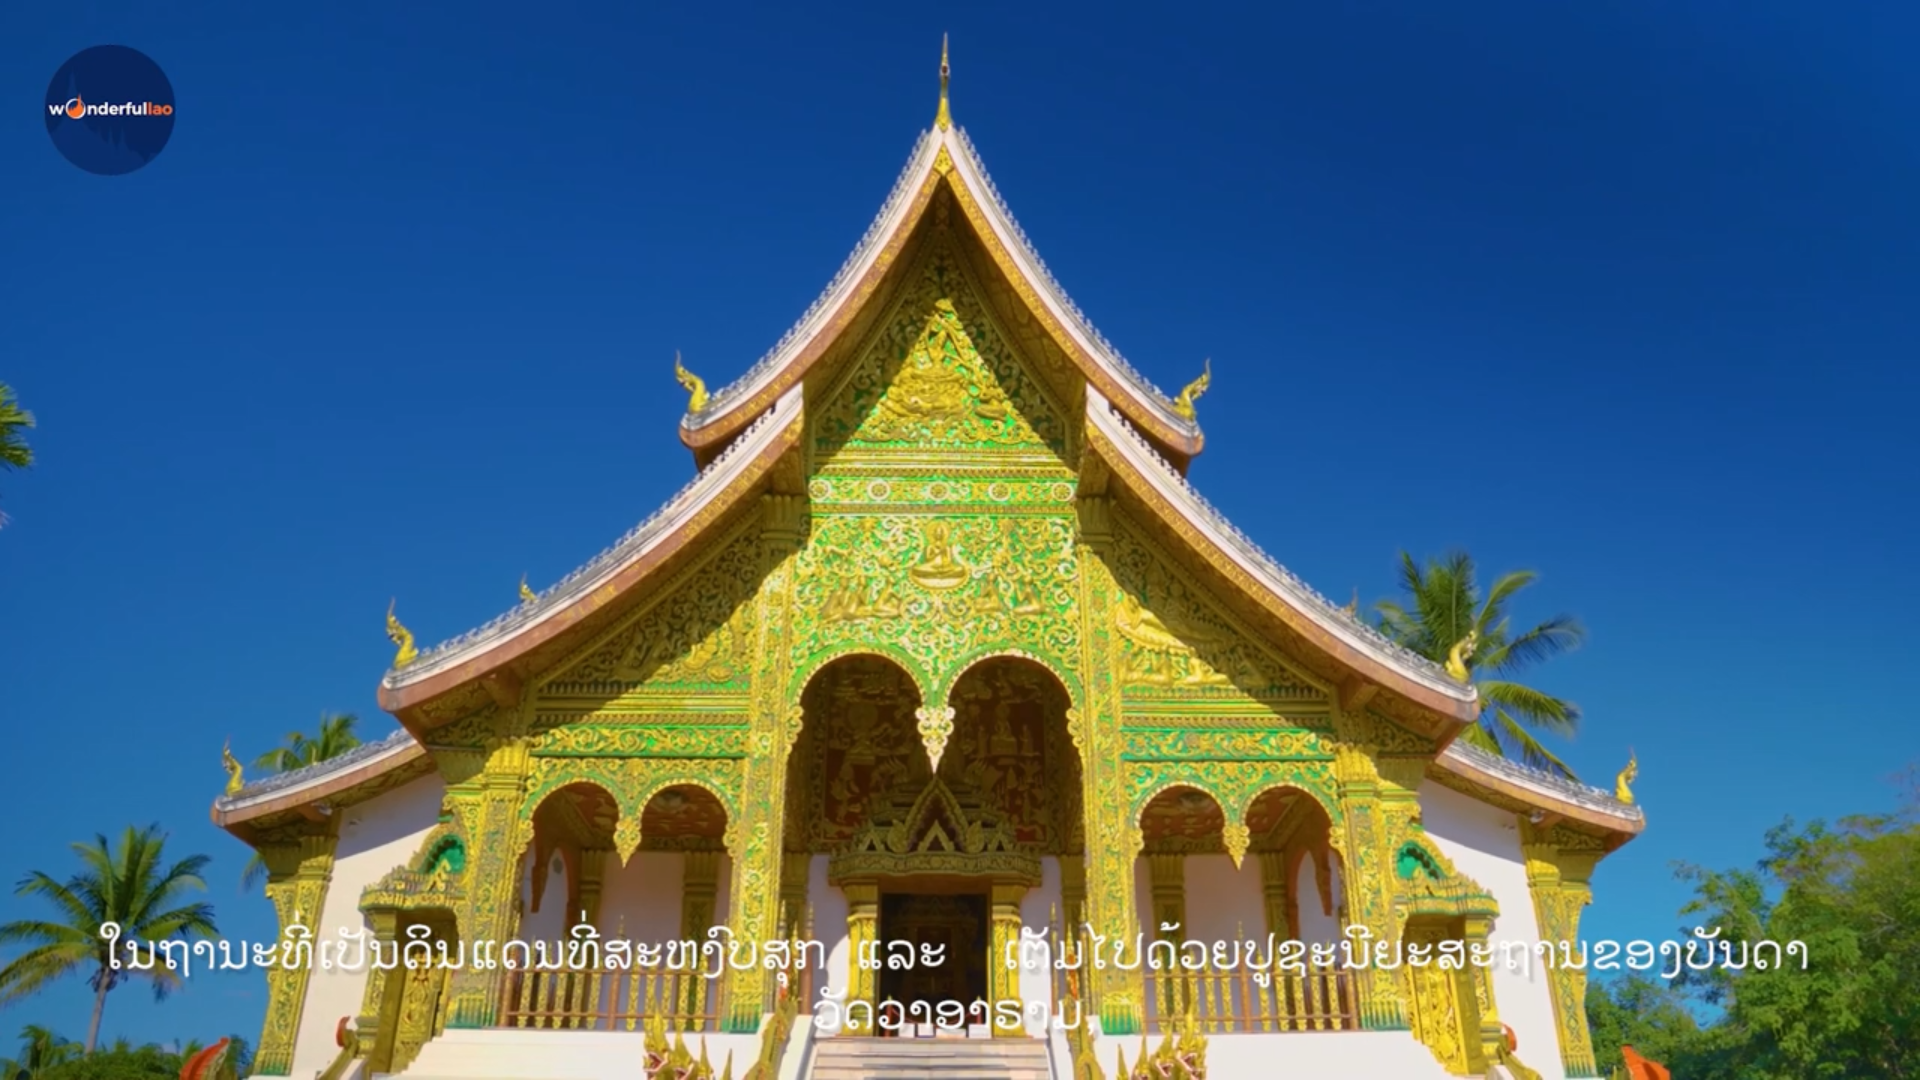 wonderfullao
ໃນຖານະທີ່ເປັນດິນແດນທີ່ສະຫງົບສຸກ ແລະ ເຕັມໄປດ້ວຍປູຊະນີຍະສະຖານຂອງບັນດາ
ວັດວາອາຣາມ,